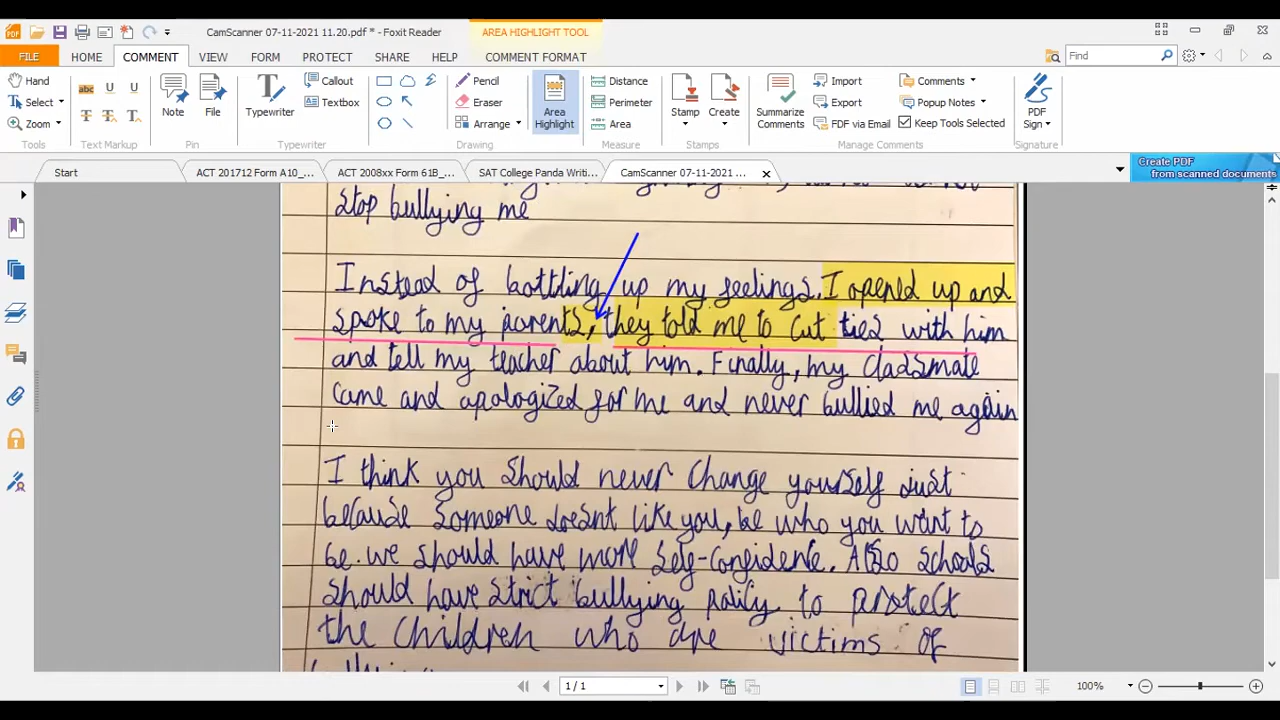 CamScanner 07-11-2021 11.20.pdf * - Foxit Reader
AREA HIGHLIGHT TOOL
FILE HOME COMMENT VIEW FORM PROTECT SHARE HELP COMMENT FORMAT
Find
Hand
Select
Zoom
Tools
abc U U
T T T
Text Markup
Note
File
Pin
Typewriter
Callout
Textbox
Typewriter
Pencil
Eraser
Arrange
Area Highlight
Drawing
Distance
Perimeter
Area
Measure
Stamp
Create
Stamps
Summarize Comments
Import
Export
FDF via Email
Comments
Popup Notes
Keep Tools Selected
Manage Comments
PDF Sign
Signature
Start
ACT 201712 Form A10_...
ACT 2008xx Form 61B_...
SAT College Panda Writi...
CamScanner 07-11-2021 ...
Create PDF
from scanned documents
Stop bullying me
Instead of bottling up my feelings. I opened up and
spoke to my parents, they told me to cut ties with him
and tell my teacher about him. Finally, my classmate
came and apologized for me and never bullied me again
I think you should never change yourself just
because someone doesnt like you, be who you want to
be. we should have more self-confidence. Also schools
should have strict bullying policy to protect
the children who are victims of
1 / 1
100%